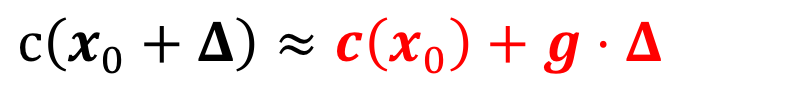 c(𝒙₀ + 𝚫) ≈ 𝒄(𝒙₀) + 𝒈 · 𝚫